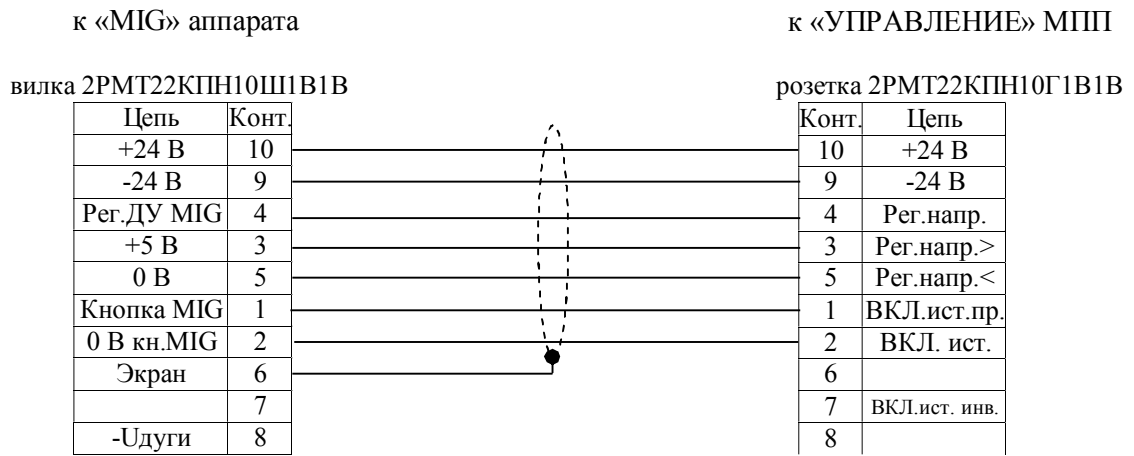 к «MIG» аппарата к «УПРАВЛЕНИЕ» МПП
вилка 2РМТ22КПН10Ш1В1В розетка 2РМТ22КПН10Г1В1В
Цепь Конт. Конт. Цепь
+24 В 10 10 +24 В
-24 В 9 9 -24 В
Рег.ДУ MIG 4 4 Рег.напр.
+5 В 3 3 Рег.напр.>
0 В 5 5 Рег.напр.<
Кнопка MIG 1 1 ВКЛ.ист.пр.
0 В кн.MIG 2 2 ВКЛ. ист.
Экран 6 6
7 7 ВКЛ.ист. инв.
-Uдуги 8 8